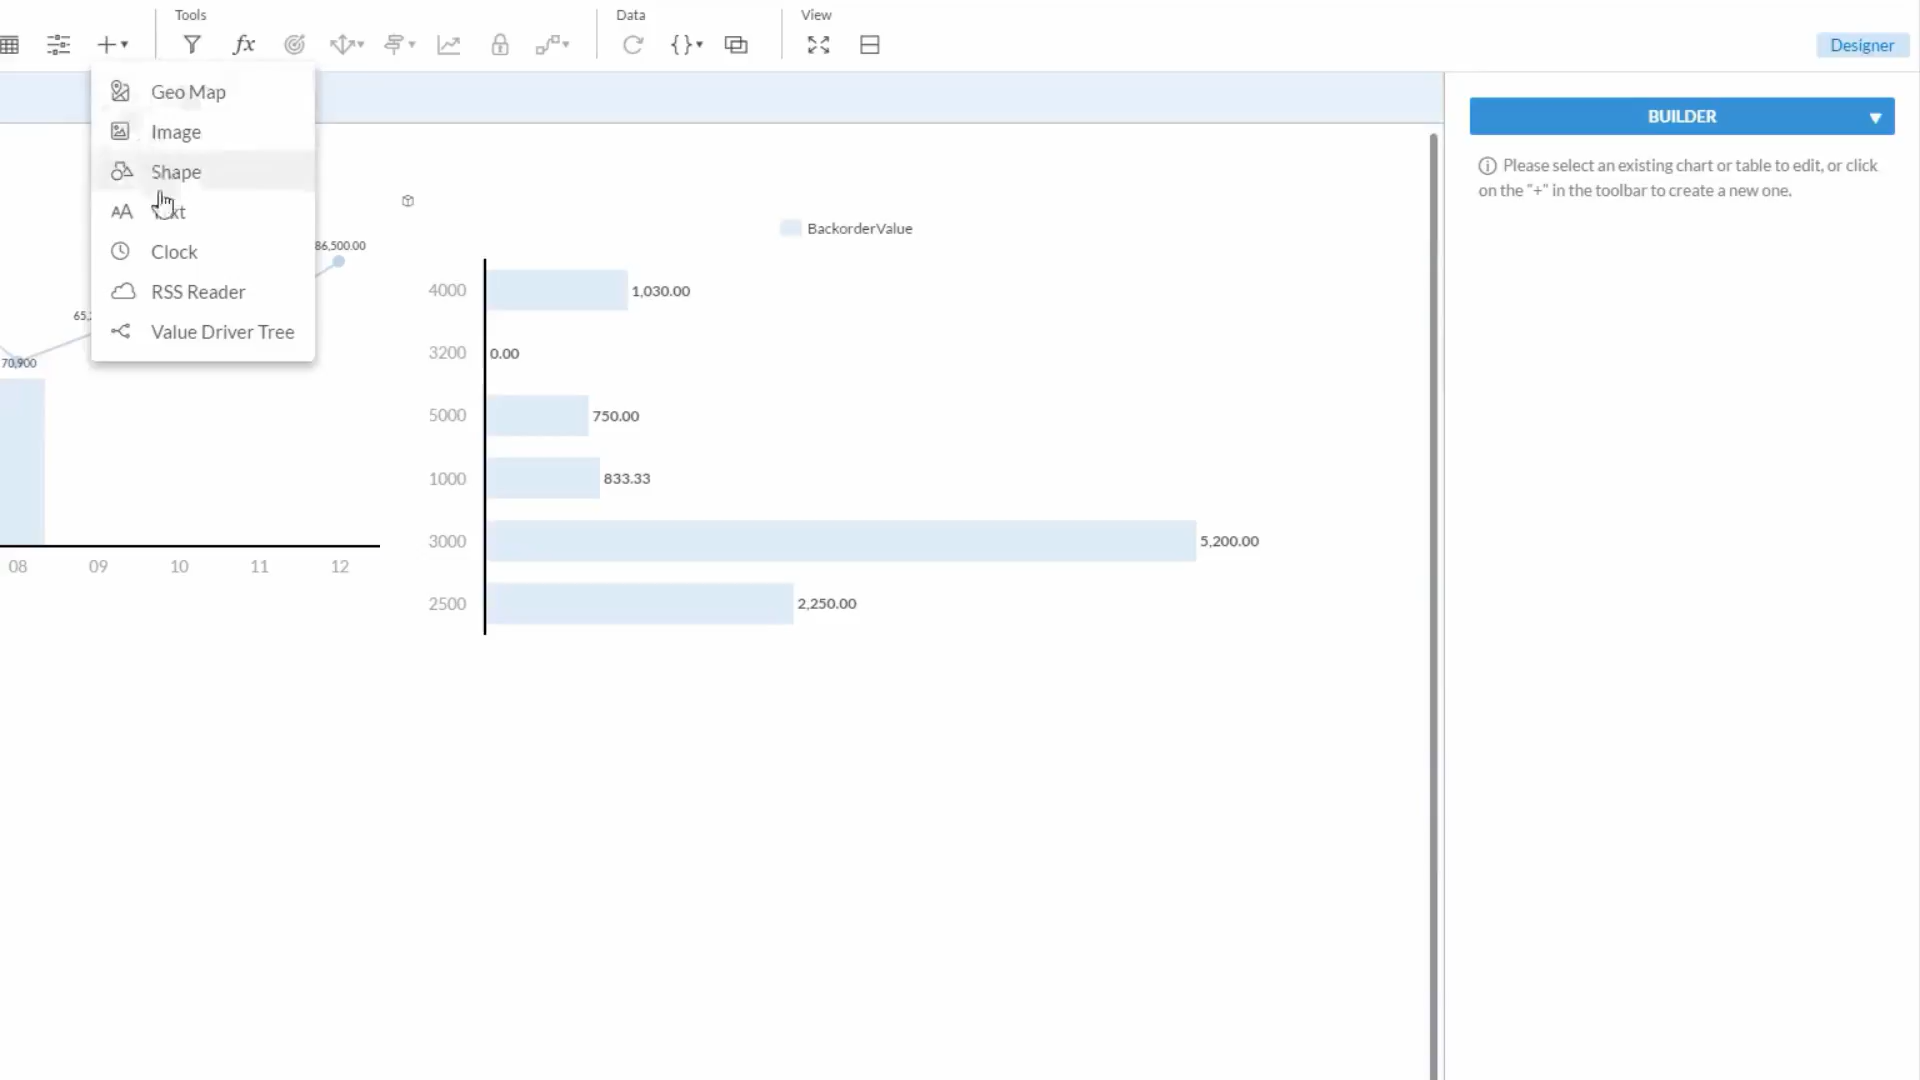 Tools
Data
View
fx
{}
Designer
Geo Map
Image
Shape
AA
Clock
RSS Reader
Value Driver Tree
BUILDER
Please select an existing chart or table to edit, or click
on the "+" in the toolbar to create a new one.
86,500.00
70,900
08 09 10 11 12
BackorderValue
4000 1,030.00
3200 0.00
5000 750.00
1000 833.33
3000 5,200.00
2500 2,250.00